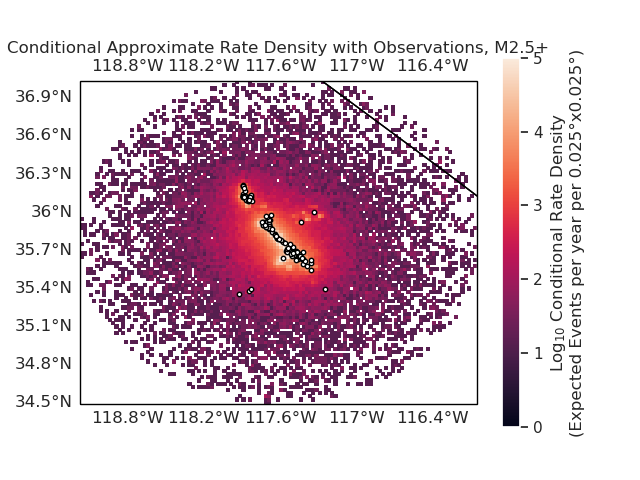 Conditional Approximate Rate Density with Observations, M2.5+
118.8°W 118.2°W 117.6°W 117°W 116.4°W
36.9°N
36.6°N
36.3°N
36°N
35.7°N
35.4°N
35.1°N
34.8°N
34.5°N
118.8°W 118.2°W 117.6°W 117°W 116.4°W
5
4
3
2
1
0
Log₁₀ Conditional Rate Density
(Expected Events per year per 0.025°x0.025°)